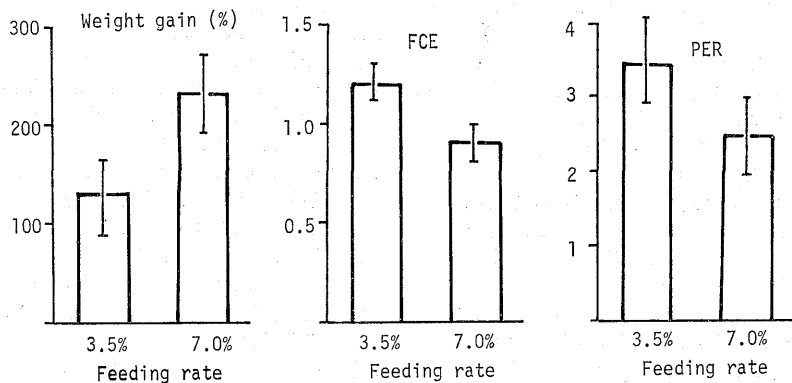 Weight gain (%)
300
200
100
3.5%
7.0%
Feeding rate
FCE
1.5
1.0
0.5
3.5%
7.0%
Feeding rate
PER
4
3
2
1
3.5%
7.0%
Feeding rate